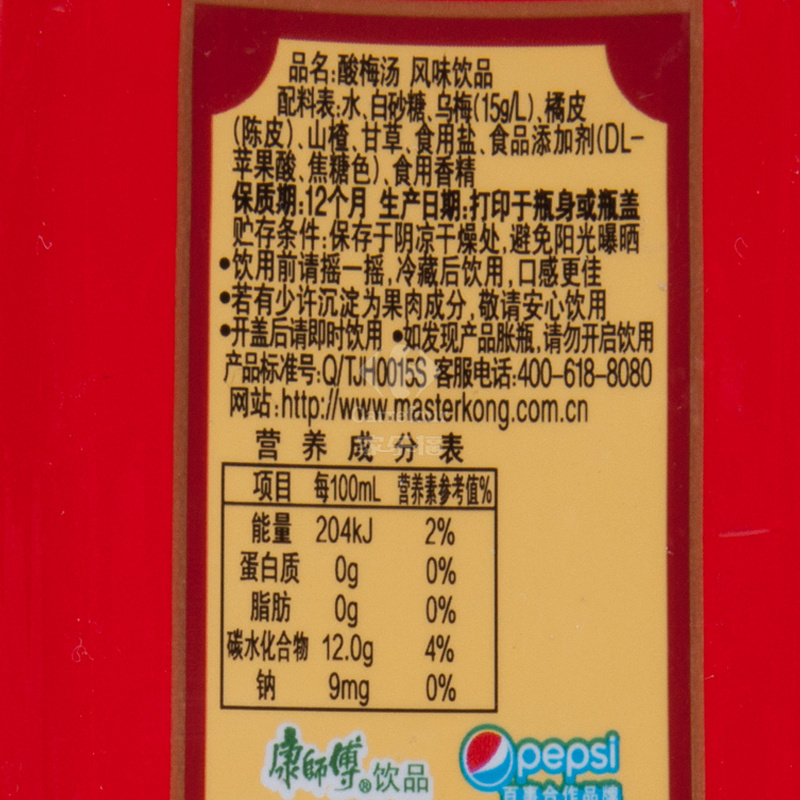 品名:酸梅汤 风味饮品
配料表:水、白砂糖、乌梅(15g/L)、橘皮
(陈皮)、山楂、甘草、食用盐、食品添加剂(DL-
苹果酸、焦糖色)、食用香精
保质期:12个月 生产日期:打印于瓶身或瓶盖
贮存条件:保存于阴凉干燥处,避免阳光曝晒
•饮用前请摇一摇,冷藏后饮用,口感更佳
•若有少许沉淀为果肉成分,敬请安心饮用
•开盖后请即时饮用 •如发现产品胀瓶,请勿开启饮用
产品标准号:Q/TJH0015S 客服电话:400-618-8080
网站:http://www.masterkong.com.cn
营养成分表
项目 每100mL 营养素参考值%
能量 204kJ 2%
蛋白质 0g 0%
脂肪 0g 0%
碳水化合物 12.0g 4%
钠 9mg 0%
康師傅®饮品 pepsi
百事合作品牌